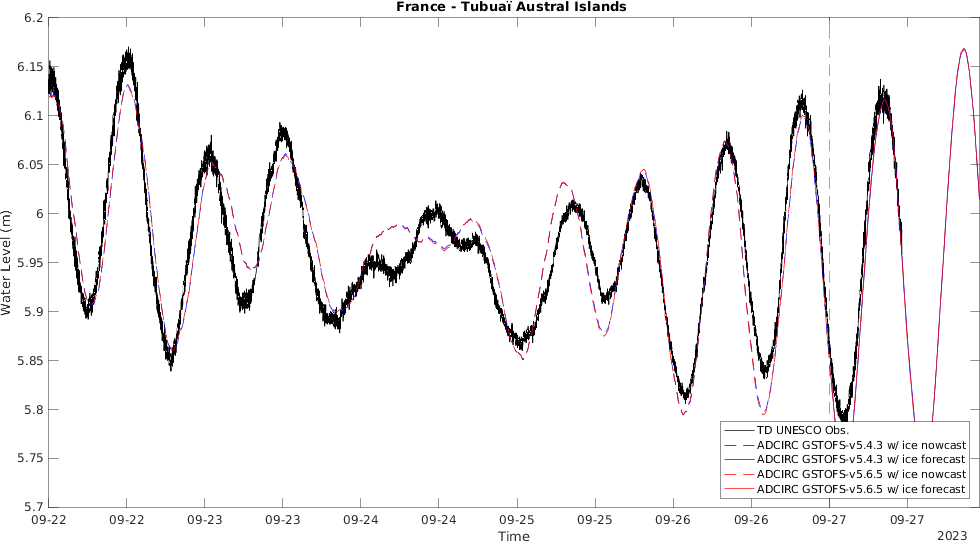 France - Tubuaï Austral Islands
6.2
6.15
6.1
6.05
6
5.95
5.9
5.85
5.8
5.75
5.7
Water Level (m)
TD UNESCO Obs.
ADCIRC GSTOFS-v5.4.3 w/ ice nowcast
ADCIRC GSTOFS-v5.4.3 w/ ice forecast
ADCIRC GSTOFS-v5.6.5 w/ ice nowcast
ADCIRC GSTOFS-v5.6.5 w/ ice forecast
09-22 09-22 09-23 09-23 09-24 09-24 09-25 09-25 09-26 09-26 09-27 09-27
Time
2023